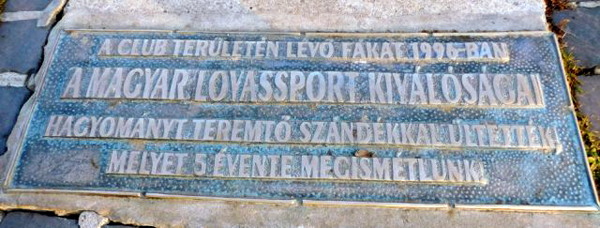 A CLUB TERÜLETÉN LÉVŐ FÁKAT 1996-BAN
A MAGYAR LOVASSPORT KIVÁLÓSÁGAI
HAGYOMÁNYT TEREMTŐ SZÁNDÉKKAL ÜLTETTÉK,
MELYET 5 ÉVENTE MEGISMÉTLÜNK.